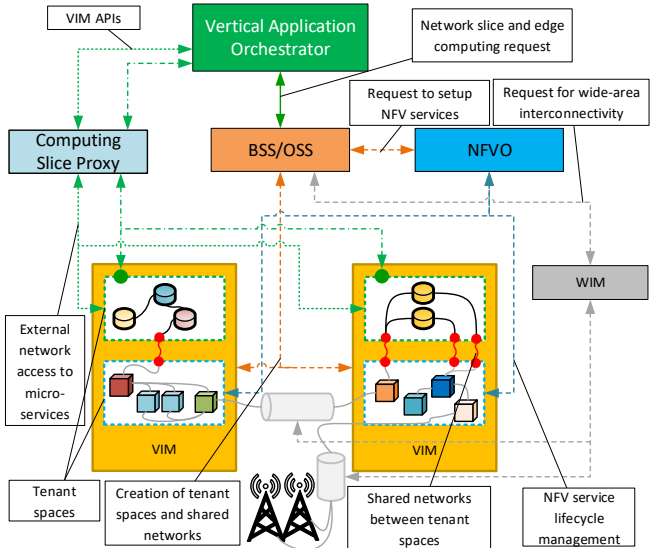 VIM APIs
Vertical Application
Orchestrator
Network slice and edge
computing request
Request to setup
NFV services
Request for wide-area
interconnectivity
Computing
Slice Proxy
BSS/OSS
NFVO
WIM
External
network
access to
micro-
services
VIM
VIM
Tenant
spaces
Creation of tenant
spaces and shared
networks
Shared networks
between tenant
spaces
NFV service
lifecycle
management